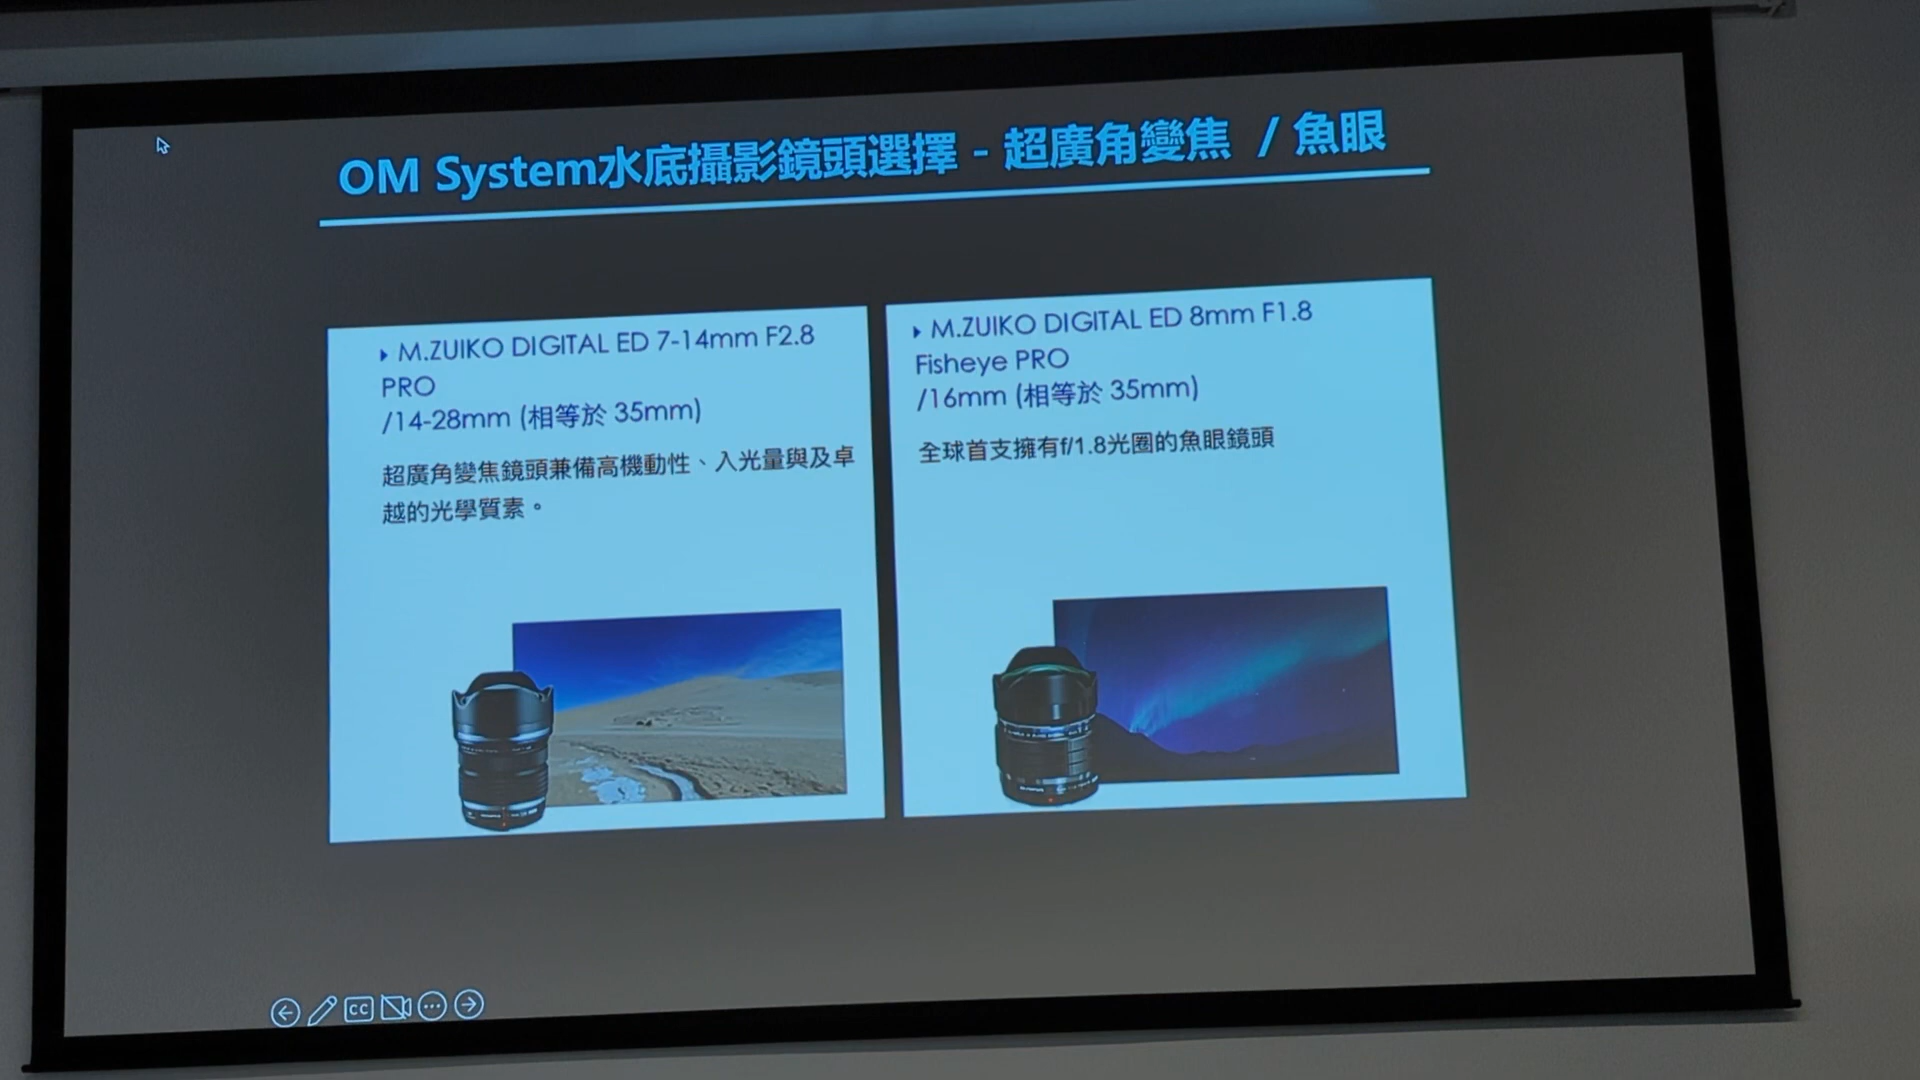 OM System水底攝影鏡頭選擇 - 超廣角變焦 / 魚眼
M.ZUIKO DIGITAL ED 7-14mm F2.8
PRO
/14-28mm (相等於 35mm)
超廣角變焦鏡頭兼備高機動性、入光量與及卓
越的光學質素。
M.ZUIKO DIGITAL ED 8mm F1.8
Fisheye PRO
/16mm (相等於 35mm)
全球首支擁有f/1.8光圈的魚眼鏡頭
CC